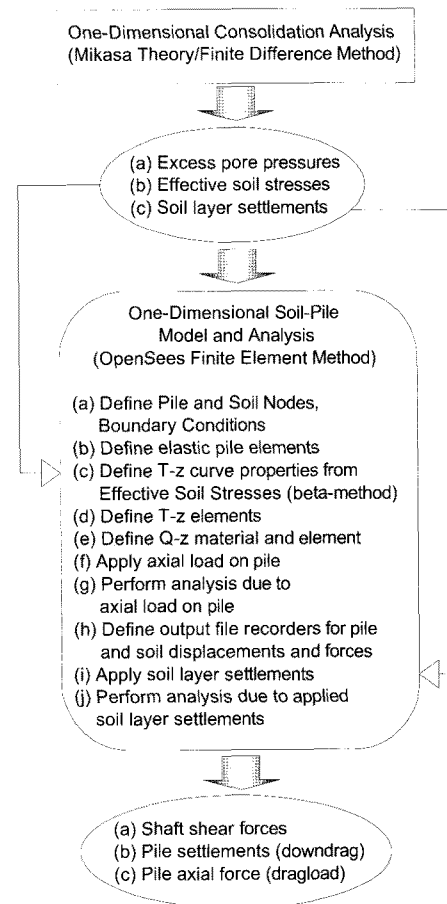 One-Dimensional Consolidation Analysis
(Mikasa Theory/Finite Difference Method)
(a) Excess pore pressures
(b) Effective soil stresses
(c) Soil layer settlements
One-Dimensional Soil-Pile
Model and Analysis
(OpenSees Finite Element Method)
(a) Define Pile and Soil Nodes,
Boundary Conditions
(b) Define elastic pile elements
(c) Define T-z curve properties from
Effective Soil Stresses (beta-method)
(d) Define T-z elements
(e) Define Q-z material and element
(f) Apply axial load on pile
(g) Perform analysis due to
axial load on pile
(h) Define output file recorders for pile
and soil displacements and forces
(i) Apply soil layer settlements
(j) Perform analysis due to applied
soil layer settlements
(a) Shaft shear forces
(b) Pile settlements (downdrag)
(c) Pile axial force (dragload)